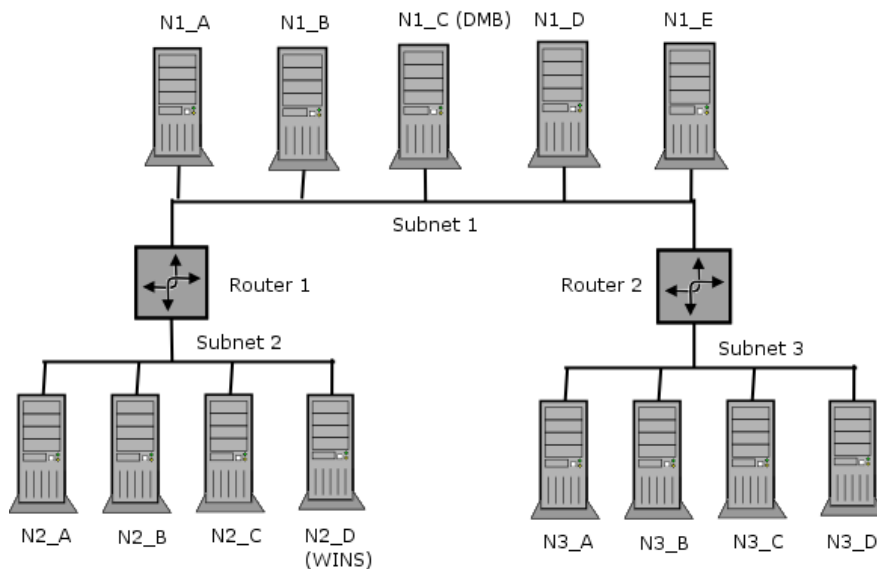 N1_A
N1_B
N1_C (DMB)
N1_D
N1_E
Subnet 1
Router 1
Router 2
Subnet 2
Subnet 3
N2_A
N2_B
N2_C
N2_D
(WINS)
N3_A
N3_B
N3_C
N3_D